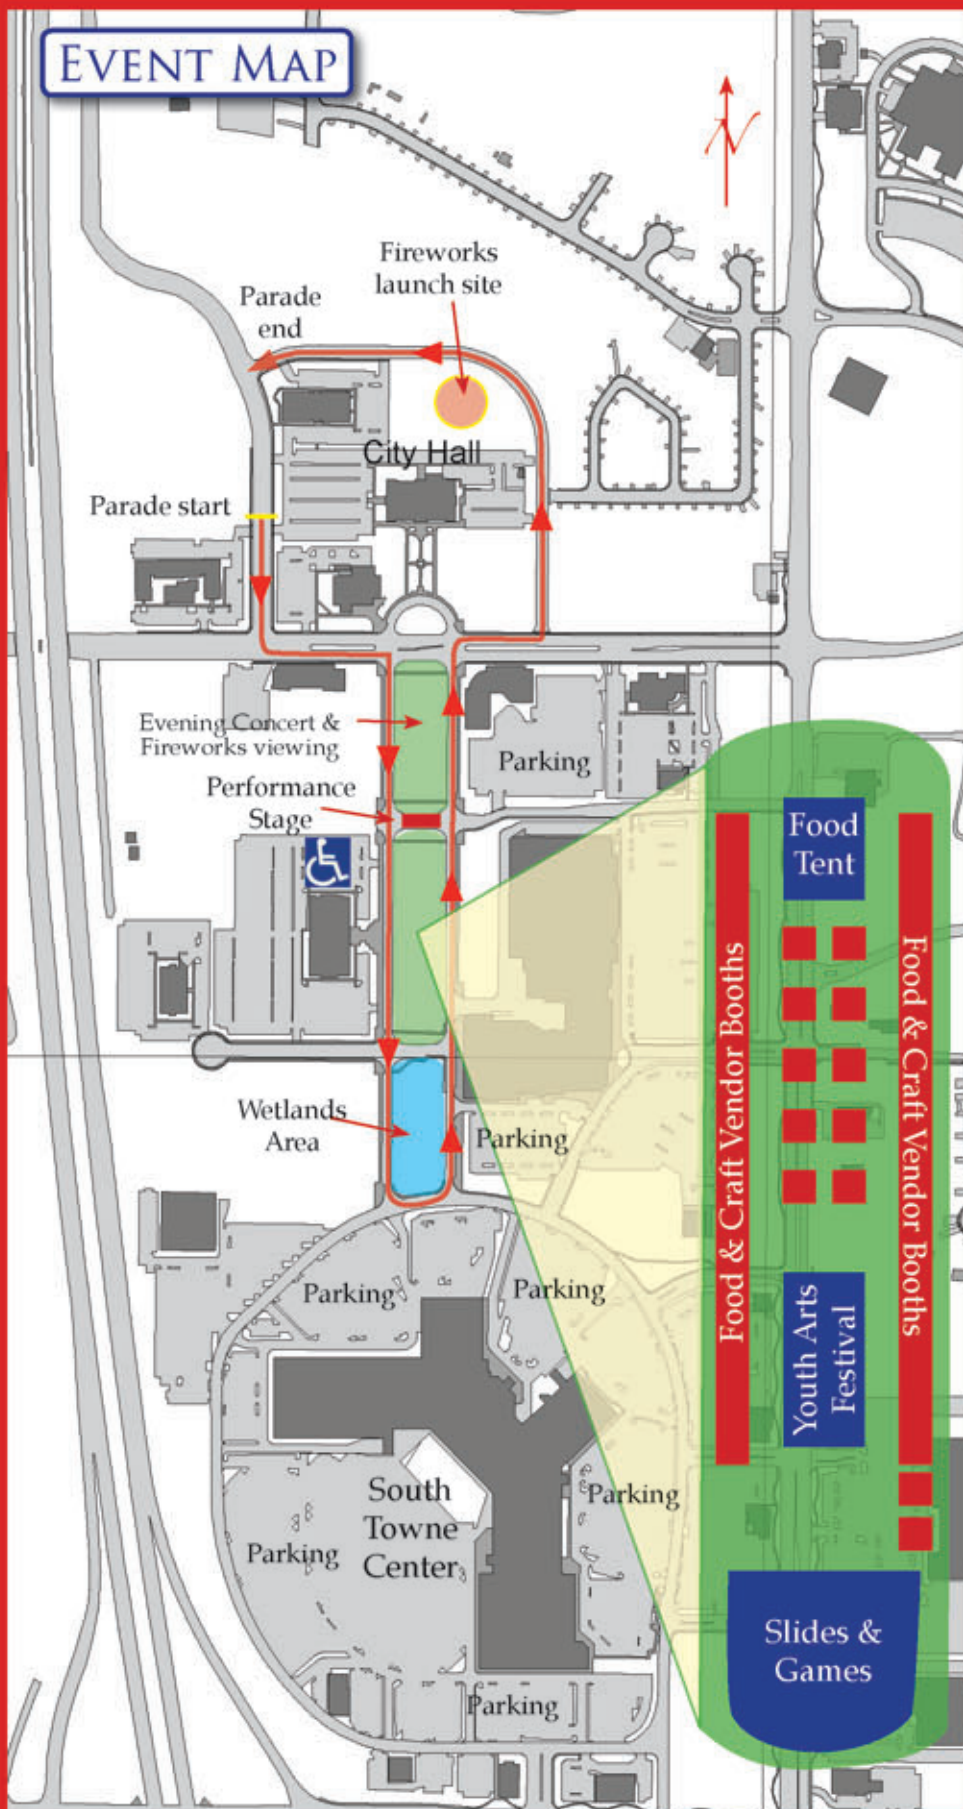 EVENT MAP
N
Fireworks
launch site
Parade
end
City Hall
Parade start
Evening Concert &
Fireworks viewing
Parking
Performance
Stage
Food
Tent
Food & Craft Vendor Booths
Food & Craft Vendor Booths
Wetlands
Area
Parking
Parking
Parking
Youth Arts
Festival
South
Towne
Center
Parking
Parking
Slides &
Games
Parking